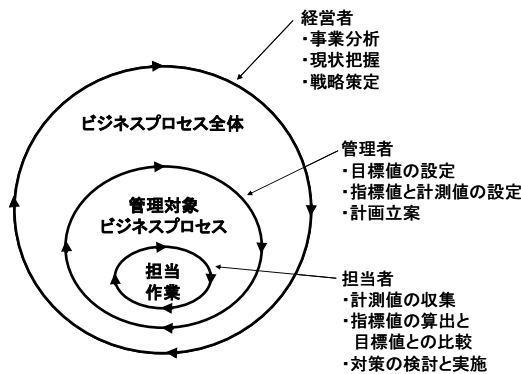 経営者
・事業分析
・現状把握
・戦略策定
ビジネスプロセス全体
管理者
・目標値の設定
・指標値と計測値の設定
・計画立案
管理対象
ビジネスプロセス
担当
作業
担当者
・計測値の収集
・指標値の算出と
目標値との比較
・対策の検討と実施